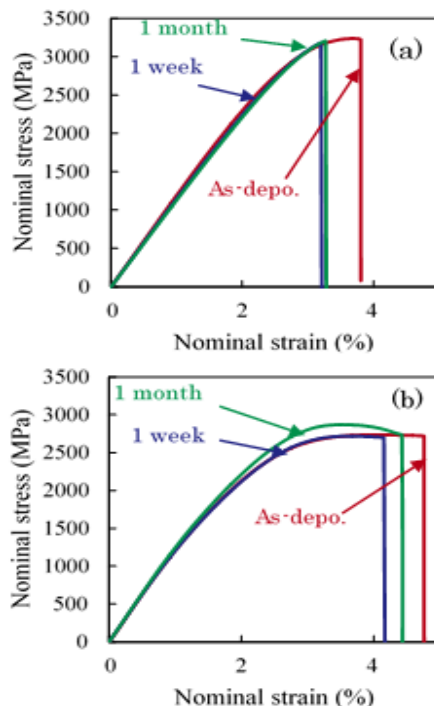 3500
3000
2500
2000
1500
1000
500
0
Nominal stress (MPa)
1 month
(a)
1 week
As-depo.
0 2 4
Nominal strain (%)
3500
3000
2500
2000
1500
1000
500
0
Nominal stress (MPa)
1 month
(b)
1 week
As-depo.
0 2 4
Nominal strain (%)